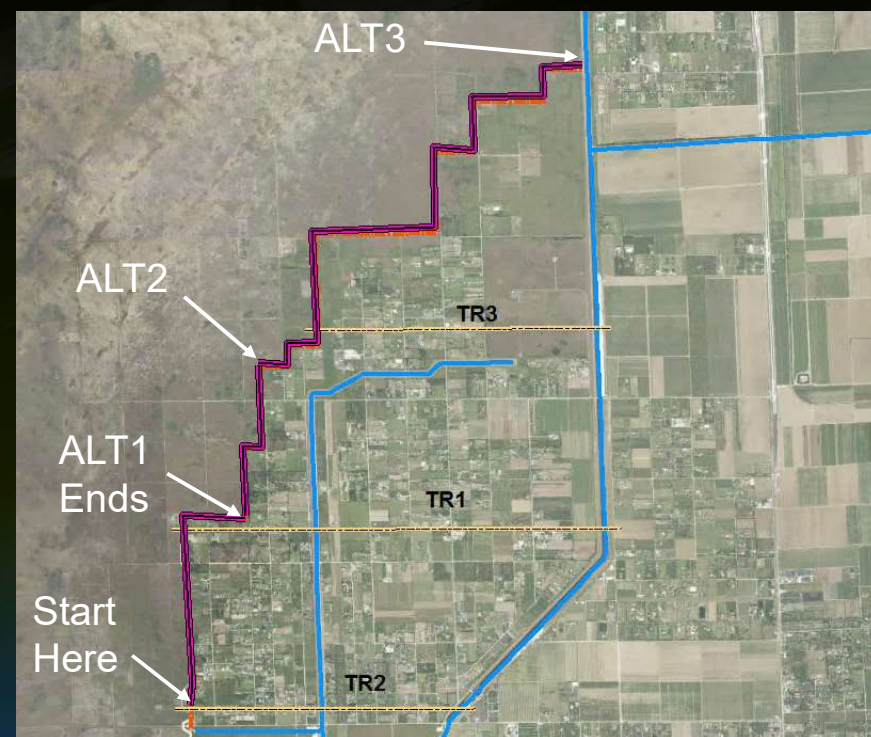 ALT3
ALT2
TR3
ALT1
Ends
TR1
Start
Here
TR2